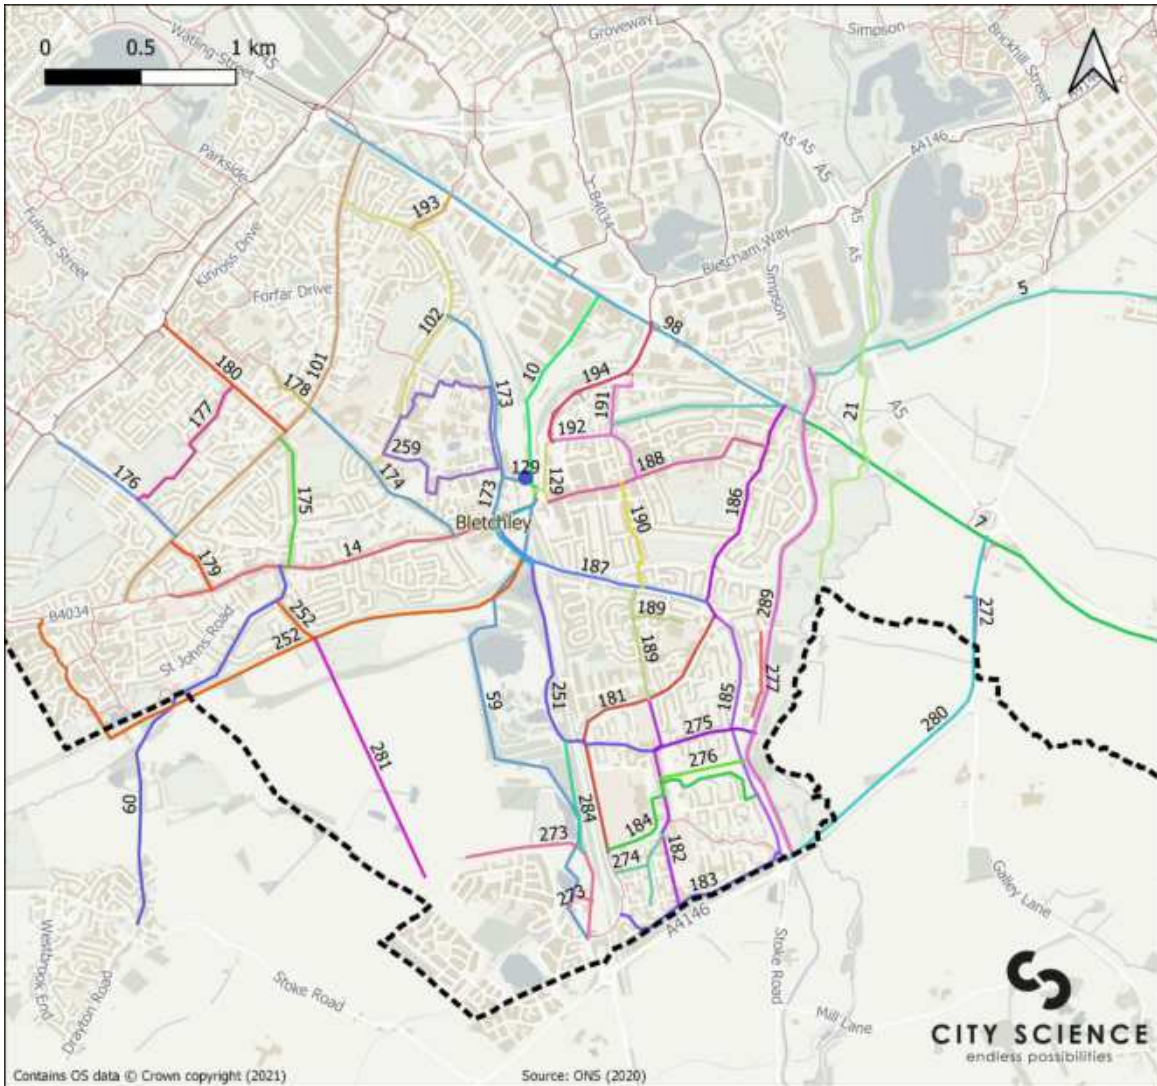 0 0.5 1 km
Watling Street
A5
Groveway
Simpson
Brickhill Street
A4146
Parkside
A5
A5
A5
A4146
Fulmer Street
193
B4034
A5
Kinross Drive
Bletcham Way
A5
Simpson
Forfar Drive
102
5
98
101
180
178
10
194
173
177
191
21
A5
192
259
129
188
174
176
129
173
186
175
Bletchley
190
7
14
187
179
289
252
189
272
B4034
St Johns Road
252
189
277
59
251
181
185
275
280
281
276
60
284
184
273
182
274
183
273
A4146
Galley Lane
Westbrook End
Drayton Road
Stoke Road
Stoke Road
Mill Lane
CITY SCIENCE
endless possibilities
Contains OS data © Crown copyright (2021)
Source: ONS (2020)